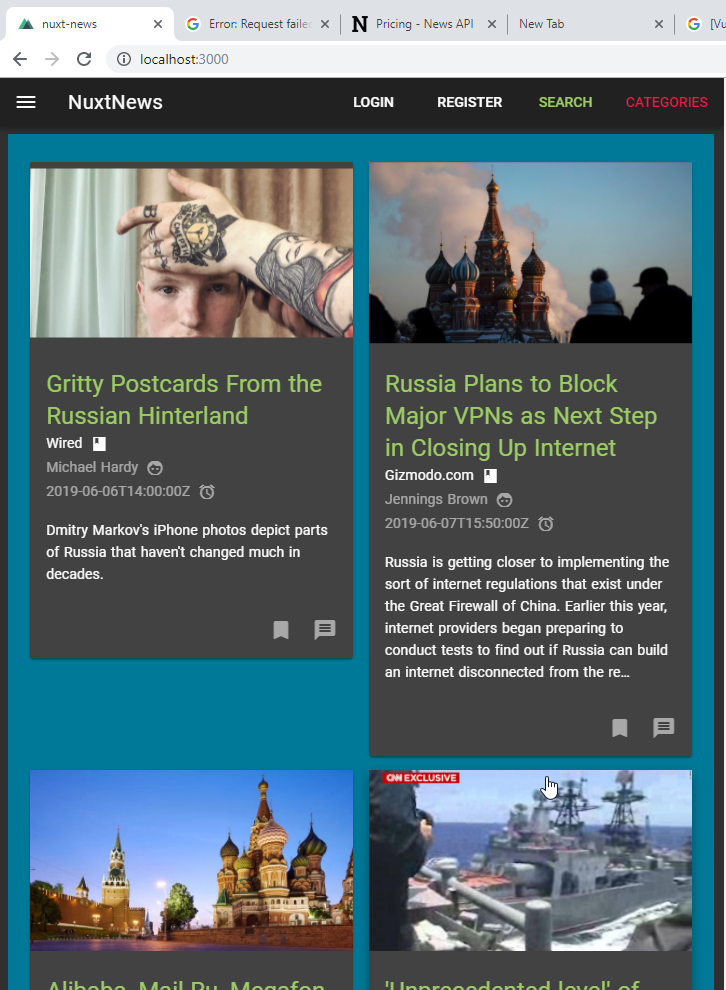 nuxt-news
Error: Request faile
Pricing - News API
New Tab
[Vu
localhost:3000
NuxtNews
LOGIN
REGISTER
SEARCH
CATEGORIES
Gritty Postcards From the
Russian Hinterland
Wired
Michael Hardy
2019-06-06T14:00:00Z
Dmitry Markov's iPhone photos depict parts
of Russia that haven't changed much in
decades.
Russia Plans to Block
Major VPNs as Next Step
in Closing Up Internet
Gizmodo.com
Jennings Brown
2019-06-07T15:50:00Z
Russia is getting closer to implementing the
sort of internet regulations that exist under
the Great Firewall of China. Earlier this year,
internet providers began preparing to
conduct tests to find out if Russia can build
an internet disconnected from the re…
CNN EXCLUSIVE
Alibaba, Mail.Ru, Megafon
'Unprecedented level' of